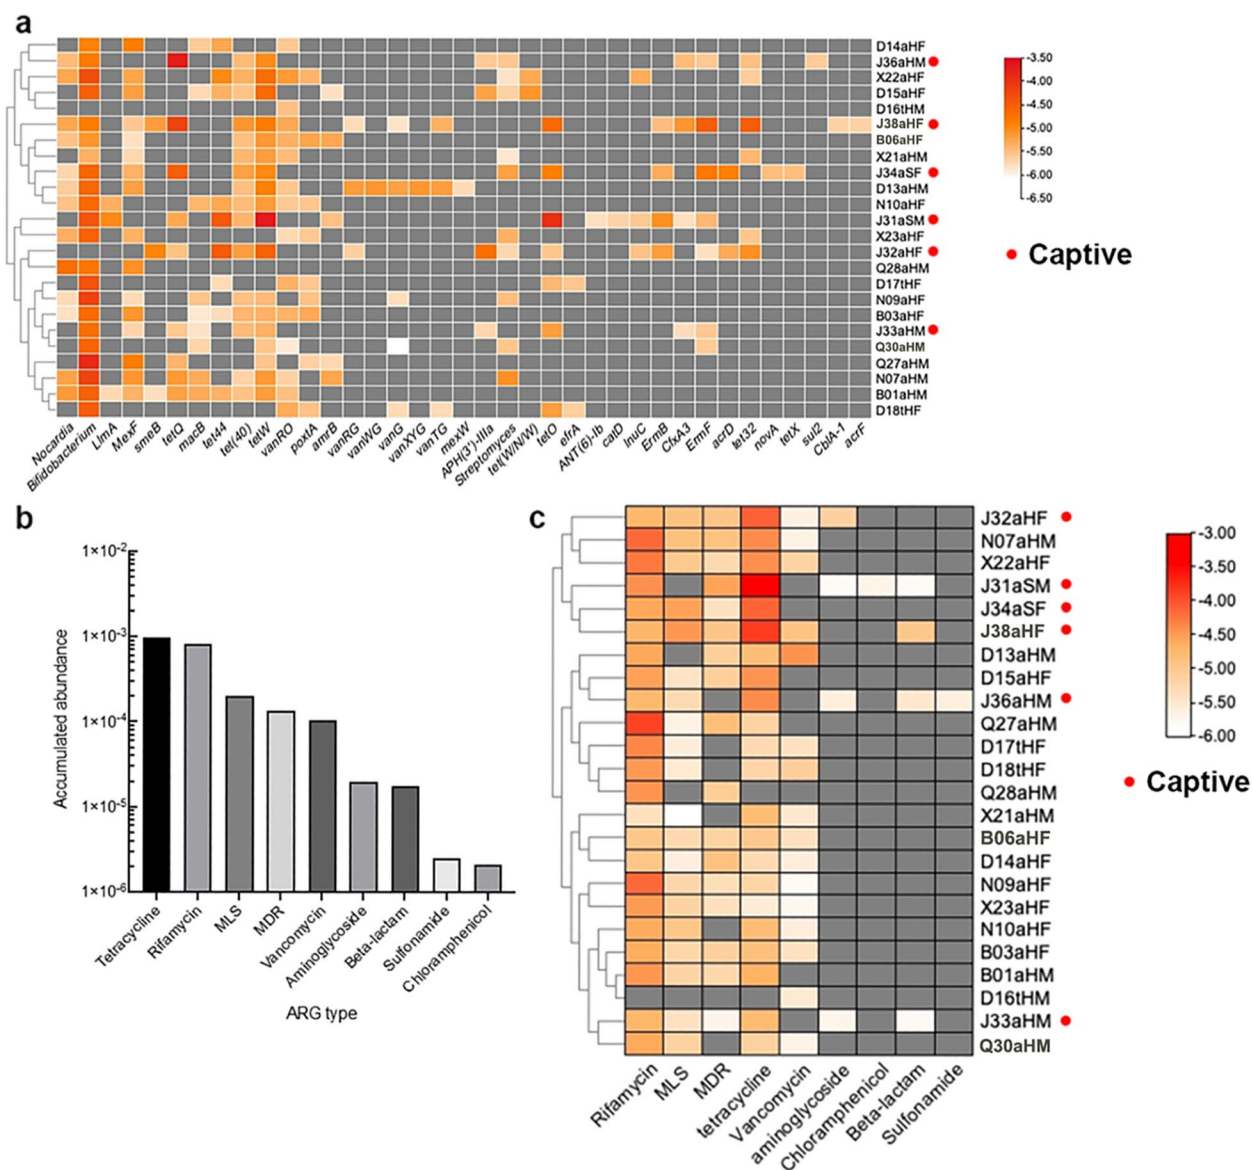 a
D14aHF
J36aHM
X22aHF
D15aHF
D16tHM
J38aHF
B06aHF
X21aHM
J34aSF
D13aHM
N10aHF
J31aSM
X23aHF
J32aHF
Q28aHM
D17tHF
N09aHF
B03aHF
J33aHM
Q30aHM
Q27aHM
N07aHM
B01aHM
D18tHF
-3.50
-4.00
-4.50
-5.00
-5.50
-6.00
-6.50
Captive
Nocardia
Bifidobacterium
LlmA
MexF
smeB
tetQ
macB
tet44
tet(40)
tetW
vanRO
poxtA
amrB
vanRG
vanWG
vanG
vanXYG
vanTG
mexW
APH(3')-IIIa
Streptomyces
tet(W/N/W)
tetO
efrA
ANT(6)-Ib
catD
lnuC
ErmB
CfxA3
ErmF
acrD
tet32
novA
tetX
sul2
CblA-1
acrF
b
Accumulated abundance
1×10-2
1×10-3
1×10-4
1×10-5
1×10-6
Tetracycline
Rifamycin
MLS
MDR
Vancomycin
Aminoglycoside
Beta-lactam
Sulfonamide
Chloramphenicol
ARG type
c
J32aHF
N07aHM
X22aHF
J31aSM
J34aSF
J38aHF
D13aHM
D15aHF
J36aHM
Q27aHM
D17tHF
D18tHF
Q28aHM
X21aHM
B06aHF
D14aHF
N09aHF
X23aHF
N10aHF
B03aHF
B01aHM
D16tHM
J33aHM
Q30aHM
-3.00
-3.50
-4.00
-4.50
-5.00
-5.50
-6.00
Captive
Rifamycin
MLS
MDR
tetracycline
Vancomycin
aminoglycoside
Chloramphenicol
Beta-lactam
Sulfonamide